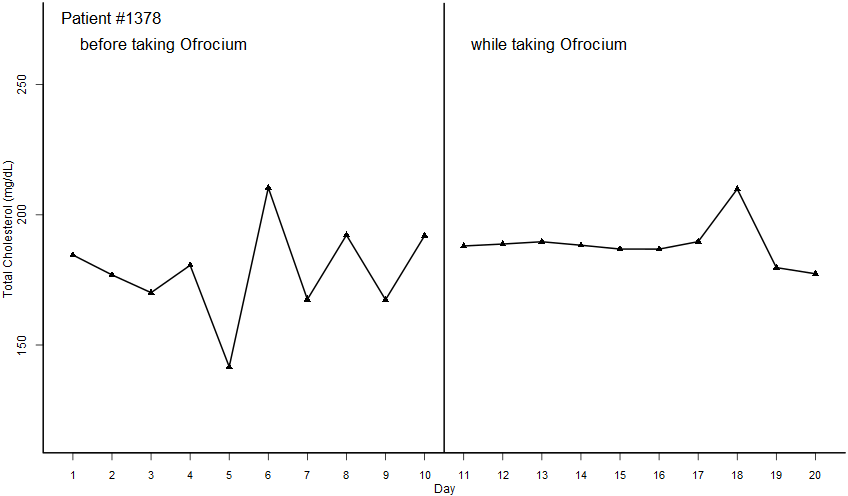 Patient #1378
before taking Ofrocium
while taking Ofrocium
Total Cholesterol (mg/dL)
250
200
150
1 2 3 4 5 6 7 8 9 10 11 12 13 14 15 16 17 18 19 20
Day